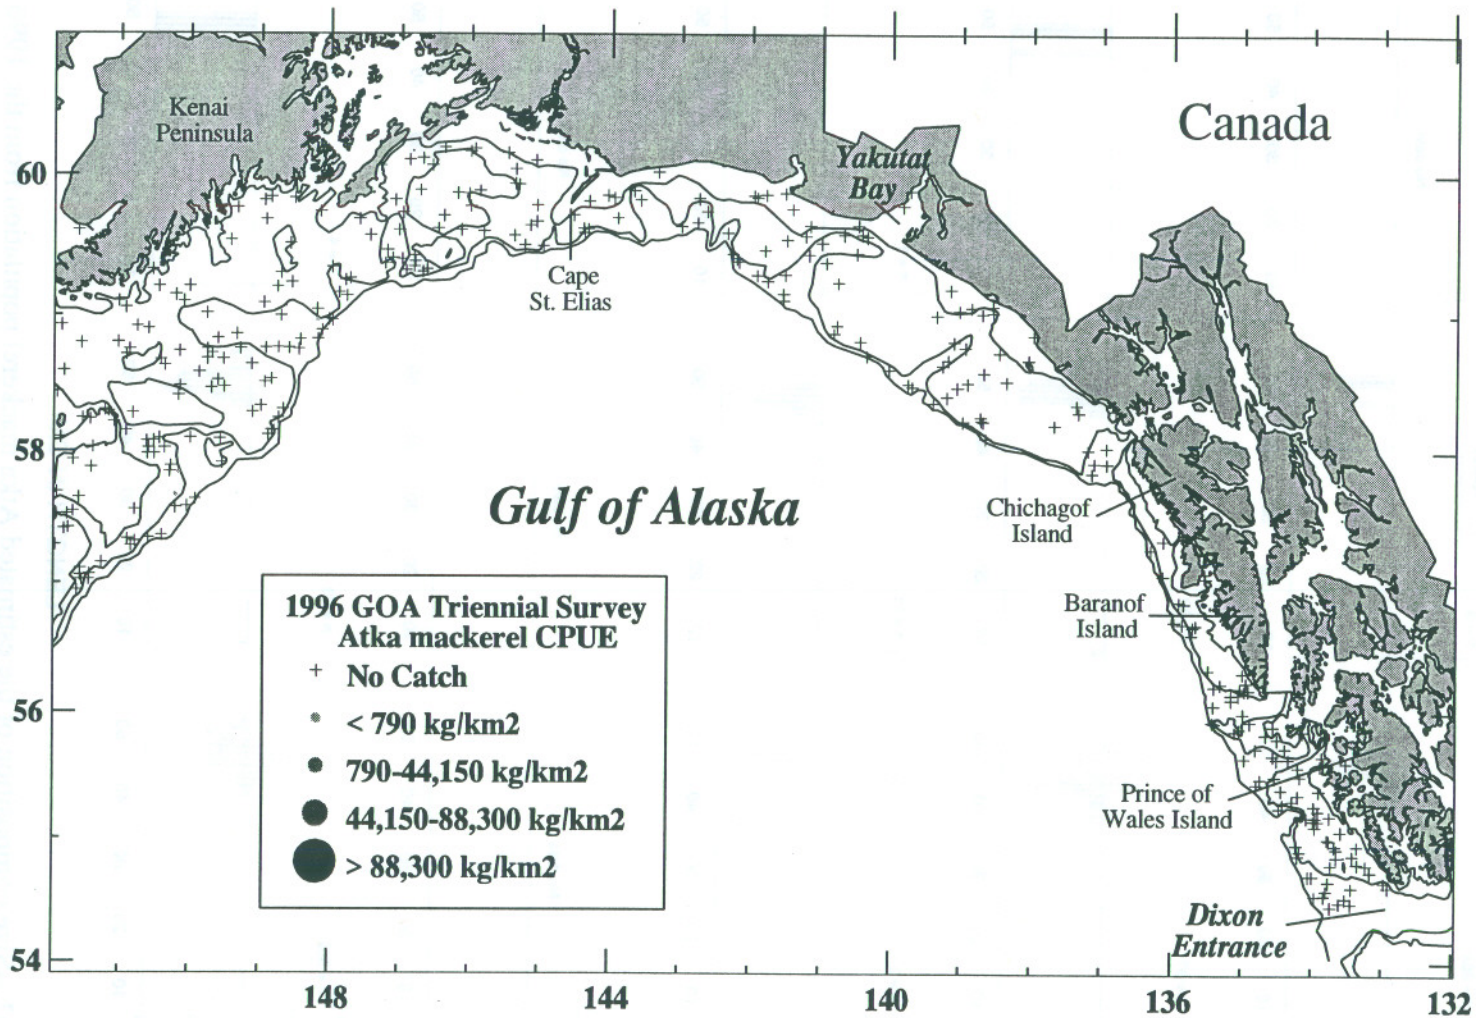 Kenai
Peninsula
Canada
Yakutat
Bay
60
Cape
St. Elias
58
Gulf of Alaska
Chichagof
Island
Baranof
Island
1996 GOA Triennial Survey
Atka mackerel CPUE
+ No Catch
< 790 kg/km2
790-44,150 kg/km2
44,150-88,300 kg/km2
> 88,300 kg/km2
56
Prince of
Wales Island
Dixon
Entrance
54
148
144
140
136
132